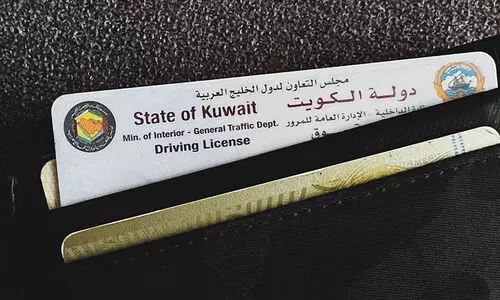 مجلس التعاون لدول الخليج العربية
State of Kuwait
دولة الكويت
Min. of Interior - General Traffic Dept.
الداخلية - الإدارة العامة للمرور
Driving License